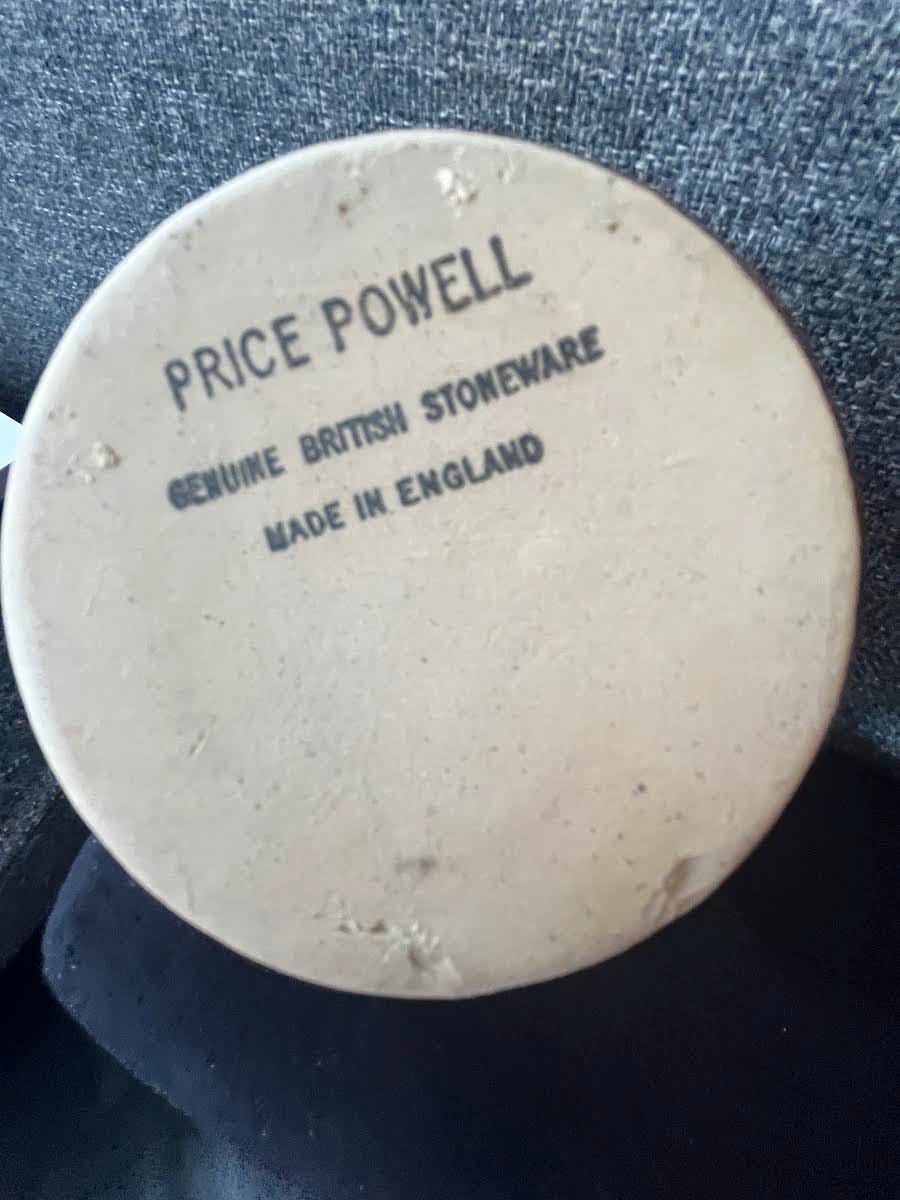 PRICE POWELL
GENUINE BRITISH STONEWARE
MADE IN ENGLAND